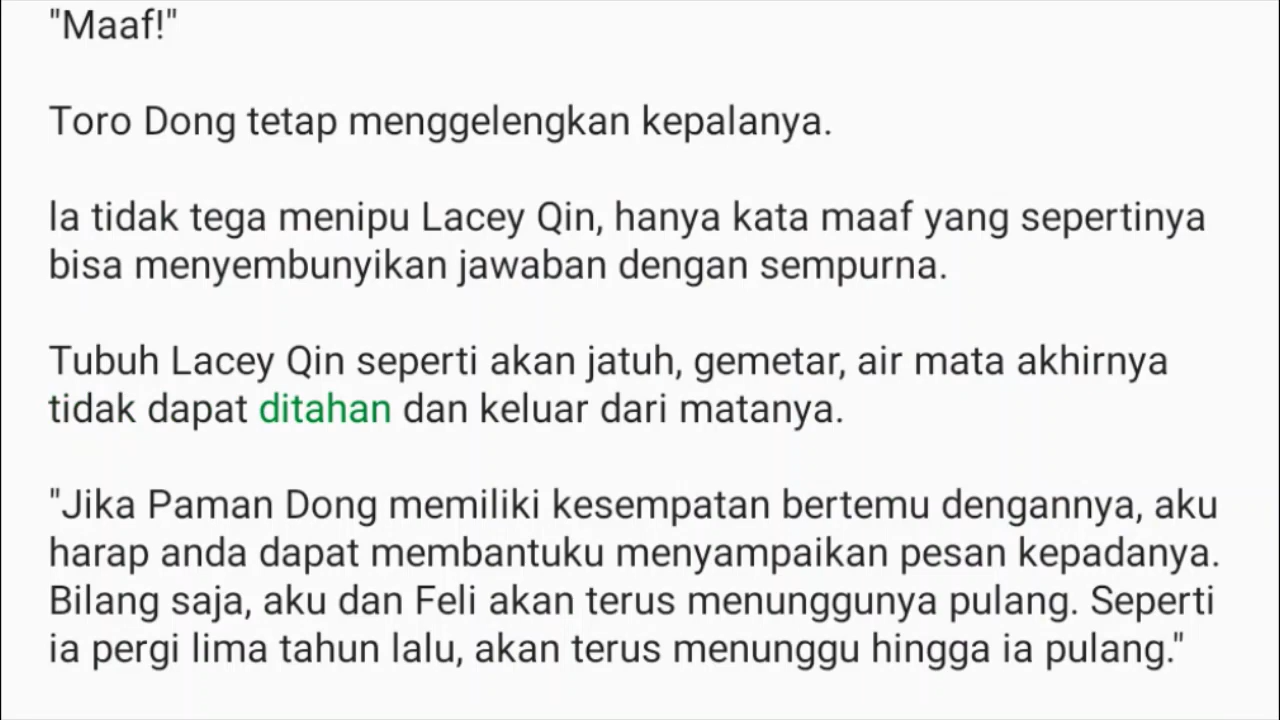 "Maaf!"
Toro Dong tetap menggelengkan kepalanya.
Ia tidak tega menipu Lacey Qin, hanya kata maaf yang sepertinya
bisa menyembunyikan jawaban dengan sempurna.
Tubuh Lacey Qin seperti akan jatuh, gemetar, air mata akhirnya
tidak dapat ditahan dan keluar dari matanya.
"Jika Paman Dong memiliki kesempatan bertemu dengannya, aku
harap anda dapat membantuku menyampaikan pesan kepadanya.
Bilang saja, aku dan Feli akan terus menunggunya pulang. Seperti
ia pergi lima tahun lalu, akan terus menunggu hingga ia pulang."